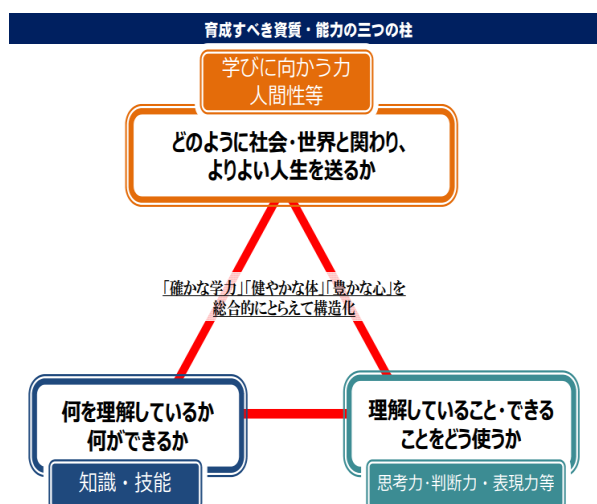 育成すべき資質・能力の三つの柱
学びに向かう力
人間性等
どのように社会・世界と関わり、
よりよい人生を送るか
「確かな学力」「健やかな体」「豊かな心」を
総合的にとらえて構造化
何を理解しているか
何ができるか
知識・技能
理解していること・できる
ことをどう使うか
思考力・判断力・表現力等